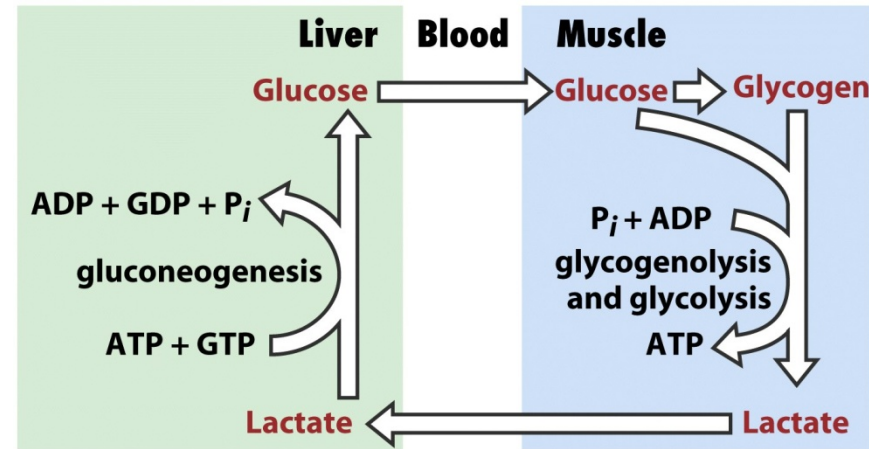 Liver Blood Muscle
Glucose Glucose Glycogen
ADP + GDP + Pi
gluconeogenesis
ATP + GTP
Pi + ADP
glycogenolysis
and glycolysis
ATP
Lactate Lactate